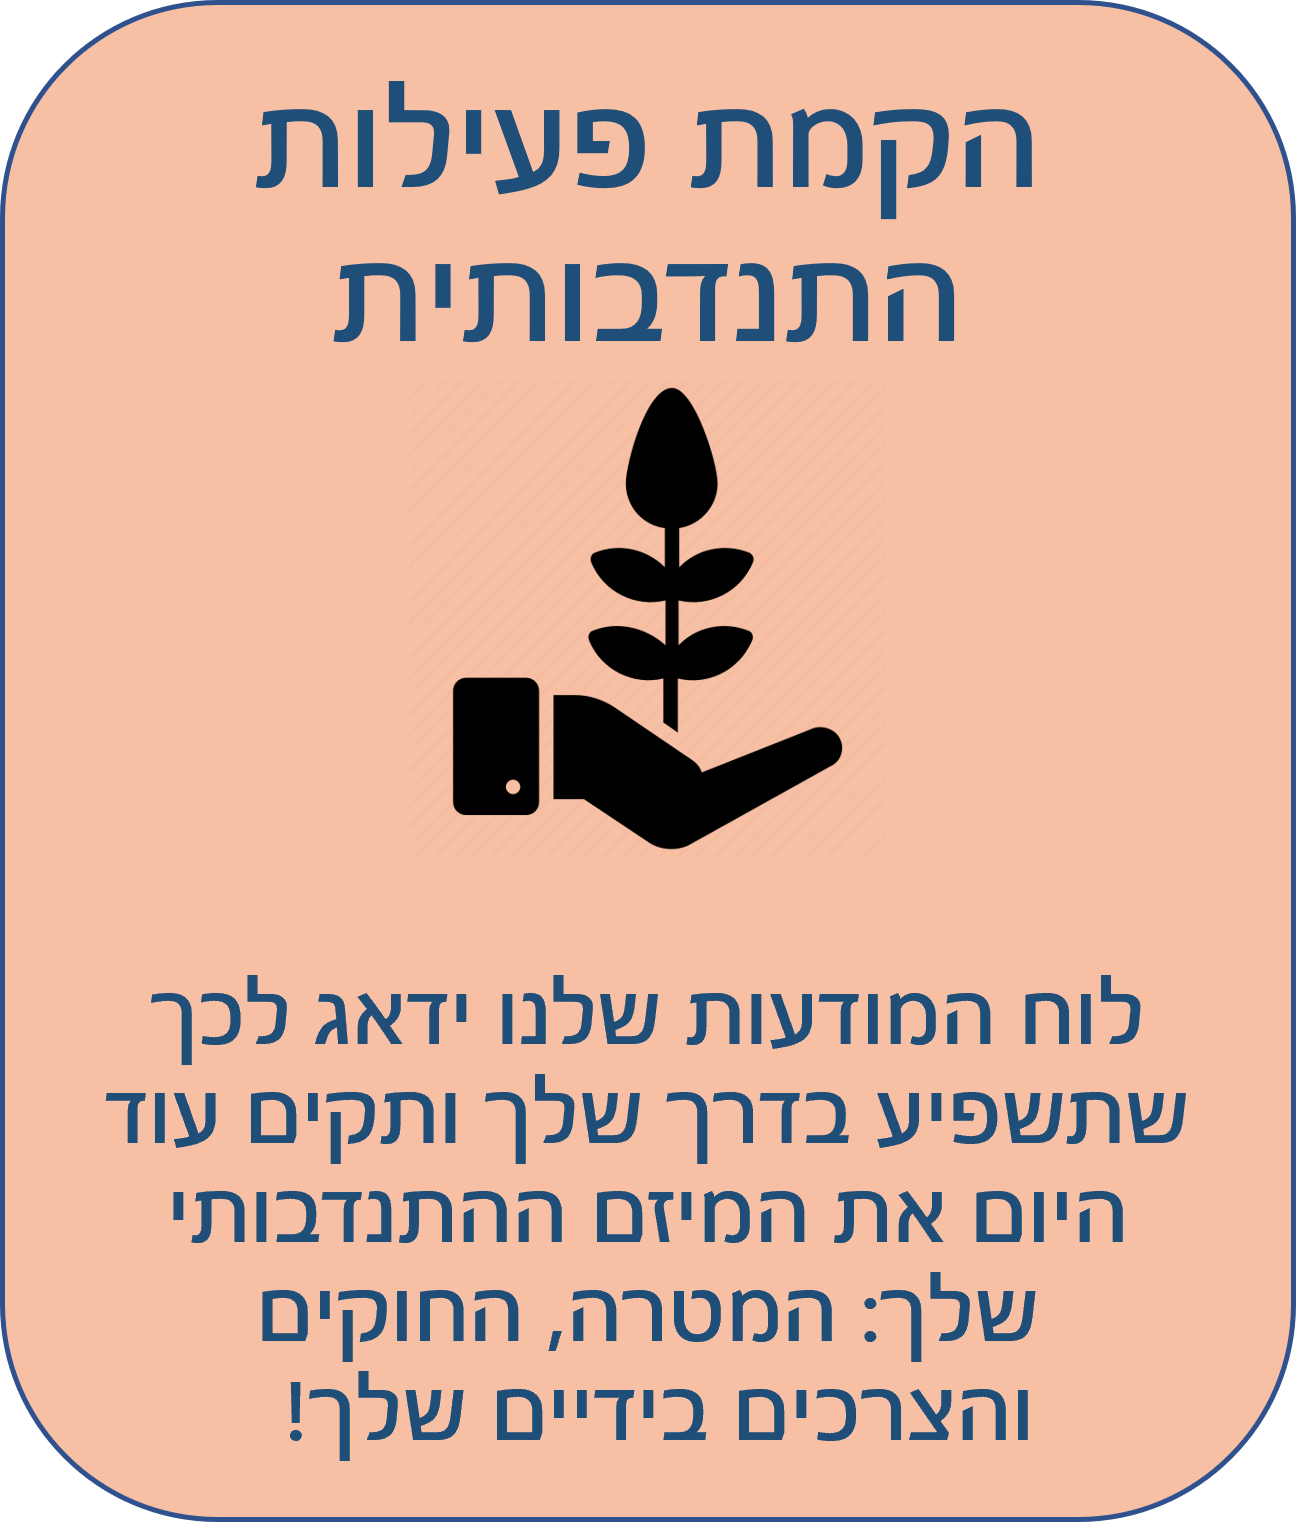 הקמת פעילות
התנדבותית
לוח המודעות שלנו ידאג לכך
שתשפיע בדרך שלך ותקים עוד
היום את המיזם ההתנדבותי
שלך: המטרה, החוקים
והצרכים בידיים שלך!